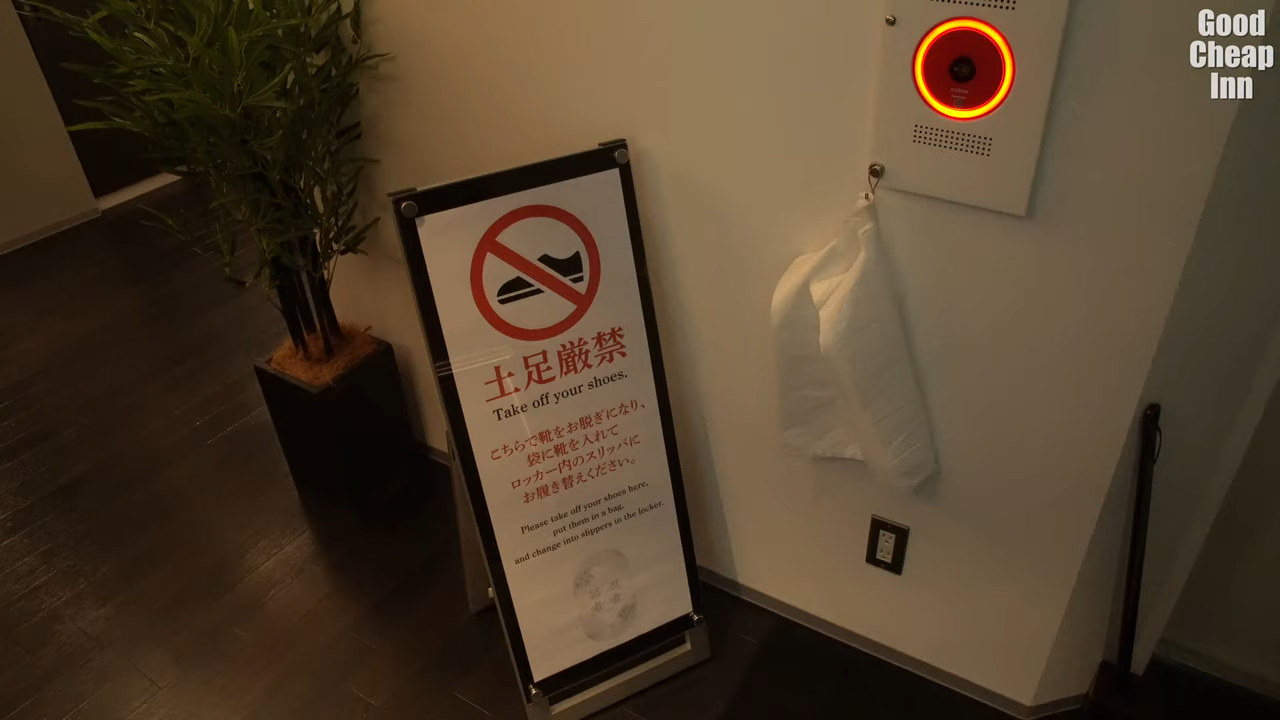 Good
Cheap
Inn
土足厳禁
Take off your shoes.
こちらで靴をお脱ぎになり、
袋に靴を入れて
ロッカー内のスリッパに
お履き替えください。
Please take off your shoes here,
put them in a bag,
and change into slippers in the locker.